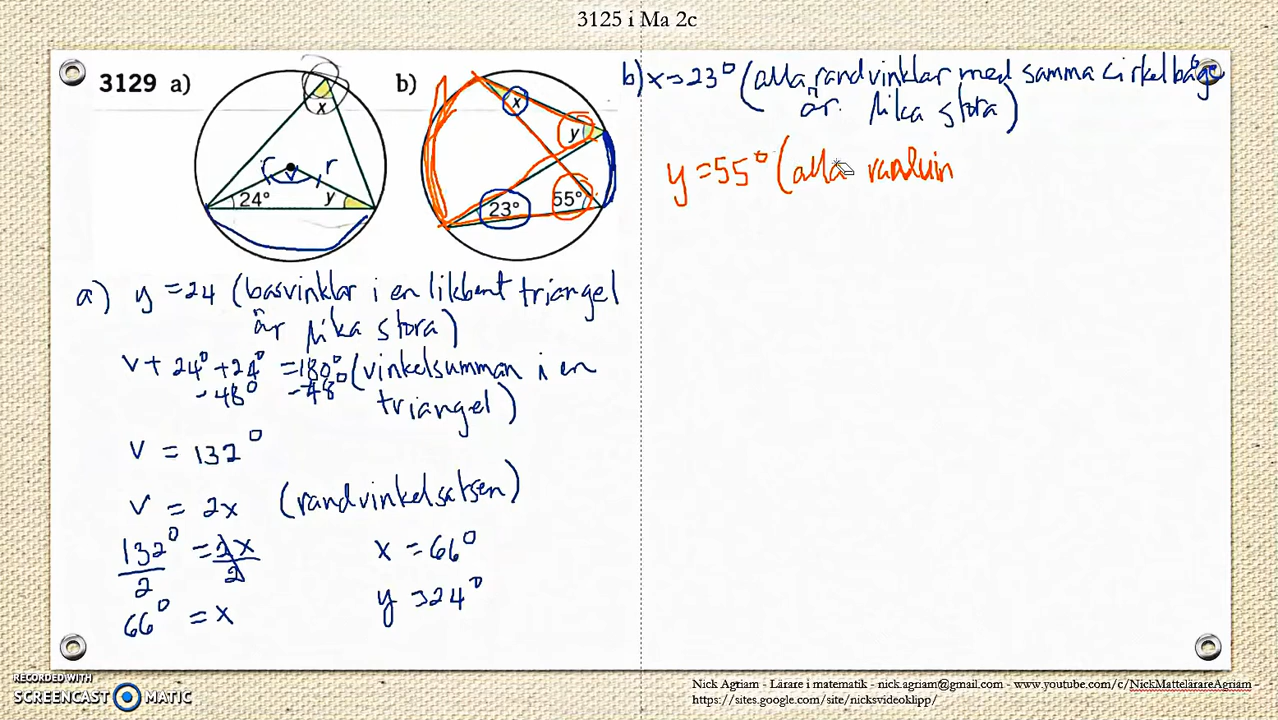 3125 i Ma 2c
3129 a)
b)
x
r
r
v
24°
y
x
y
23°
55°
a) y = 24 (basvinklar i en likbent triangel
är lika stora)
v + 24° + 24° = 180° (vinkelsumman i en
- 48° - 48°
triangel)
v = 132°
v = 2x (randvinkelsatsen)
132° = 2x
2 2
66° = x
x = 66°
y = 24°
b) x = 23° (alla randvinklar med samma cirkelbåge
är lika stora)
y = 55° (alla randvin
RECORDED WITH
SCREENCAST MATIC
Nick Agriam - Lärare i matematik - nick.agriam@gmail.com - www.youtube.com/c/NickMattelärareAgriam
https://sites.google.com/site/nicksvideoklipp/